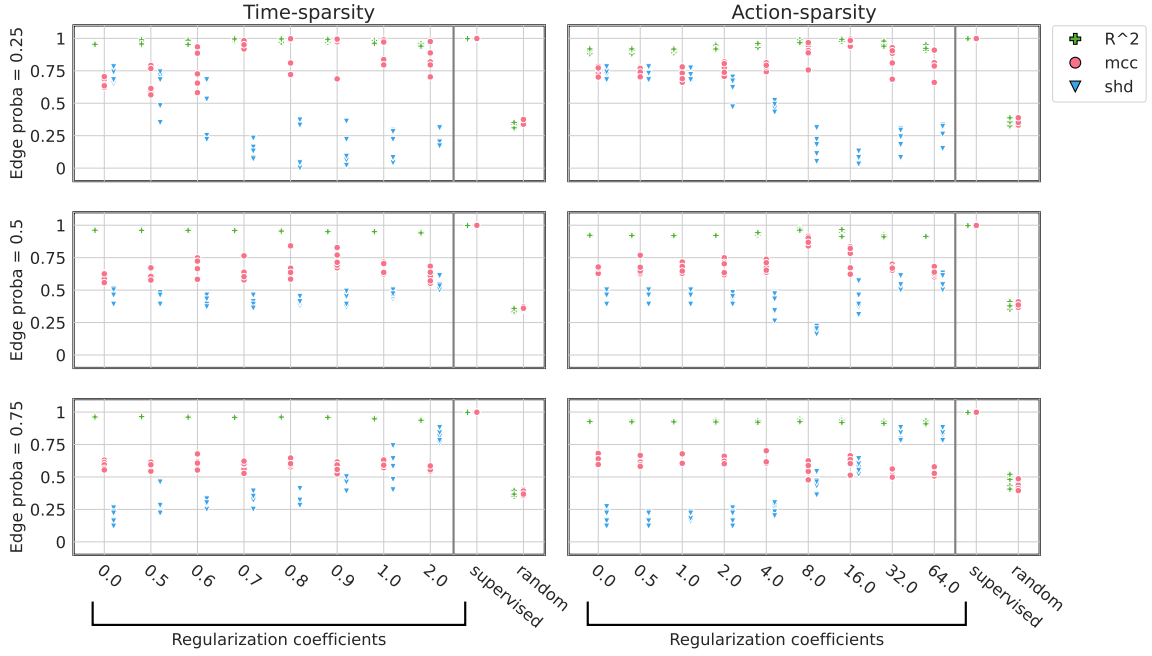 Time-sparsity
Action-sparsity
R^2
mcc
shd
Edge proba = 0.25
1
0.75
0.5
0.25
0
Edge proba = 0.5
1
0.75
0.5
0.25
0
Edge proba = 0.75
1
0.75
0.5
0.25
0
0.0 0.5 0.6 0.7 0.8 0.9 1.0 2.0 supervised random
0.0 0.5 1.0 2.0 4.0 8.0 16.0 32.0 64.0 supervised random
Regularization coefficients
Regularization coefficients